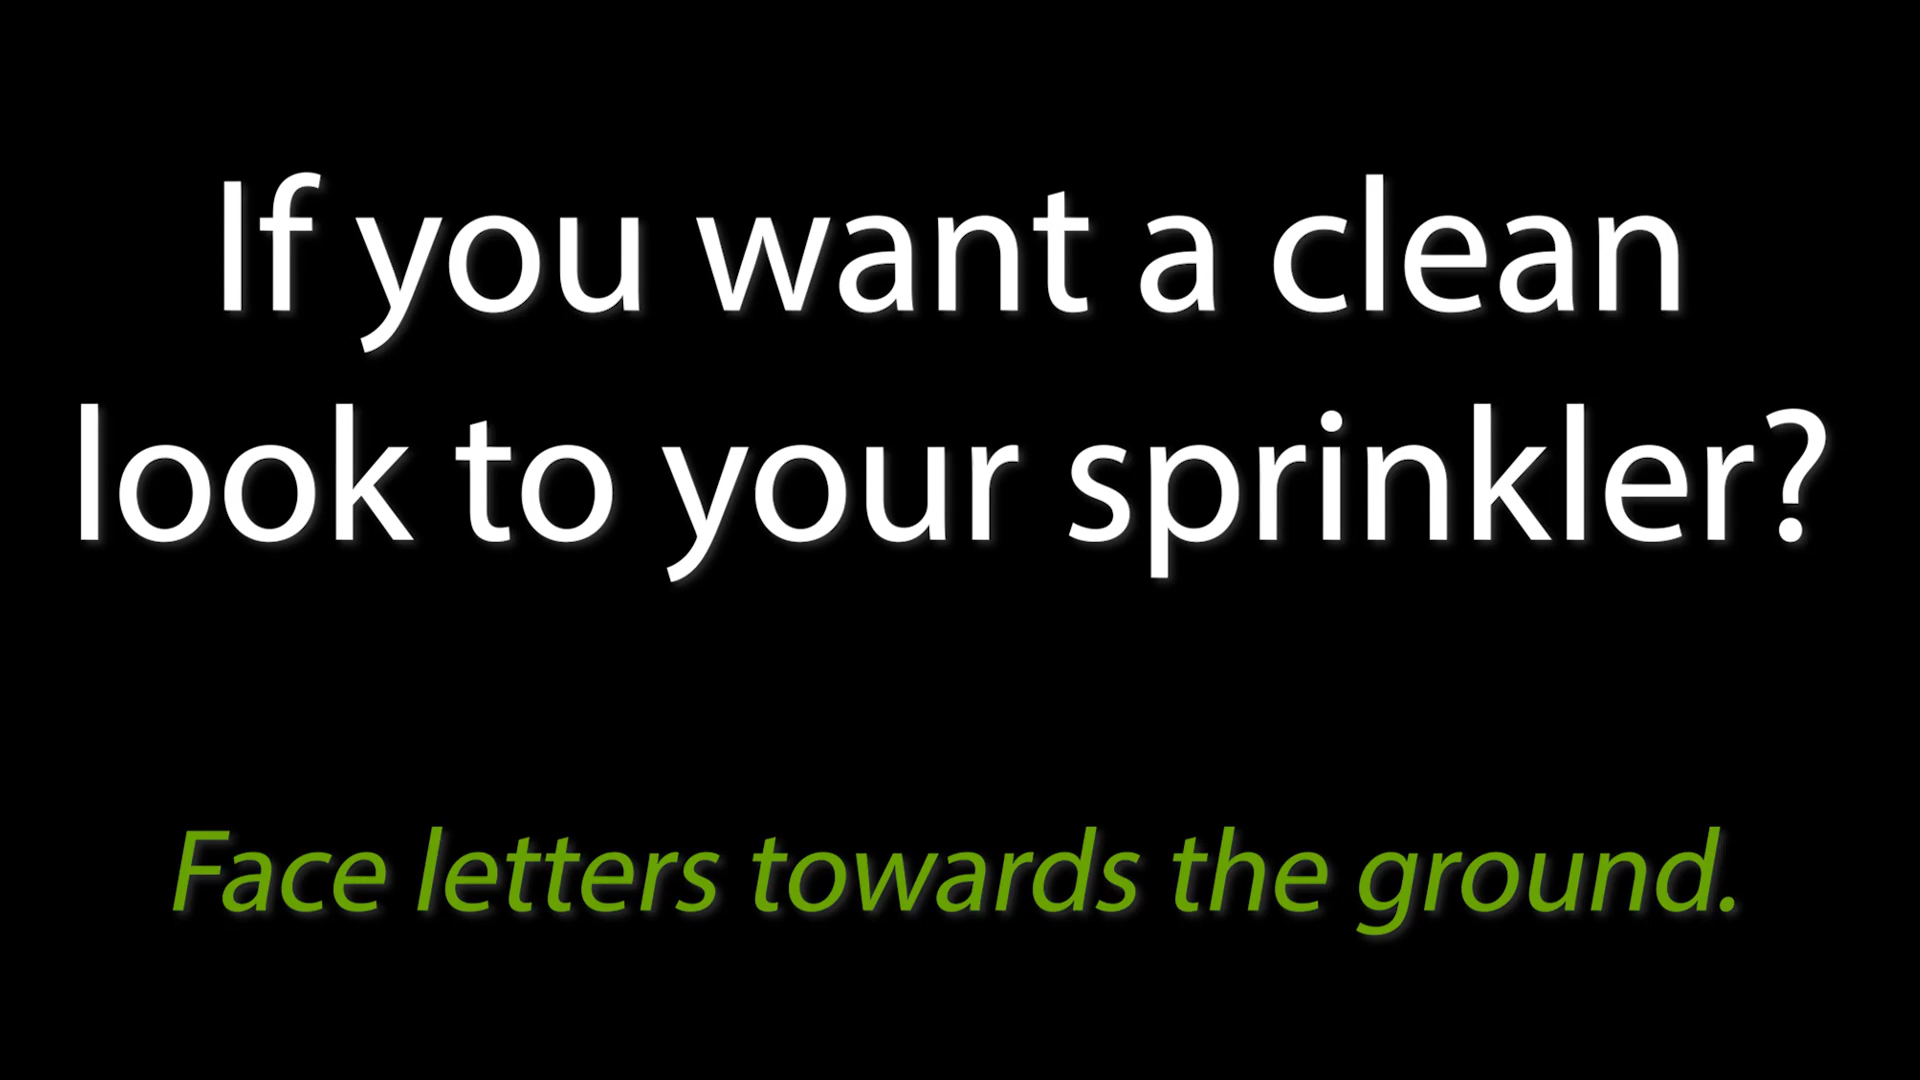 If you want a clean
look to your sprinkler?
Face letters towards the ground.